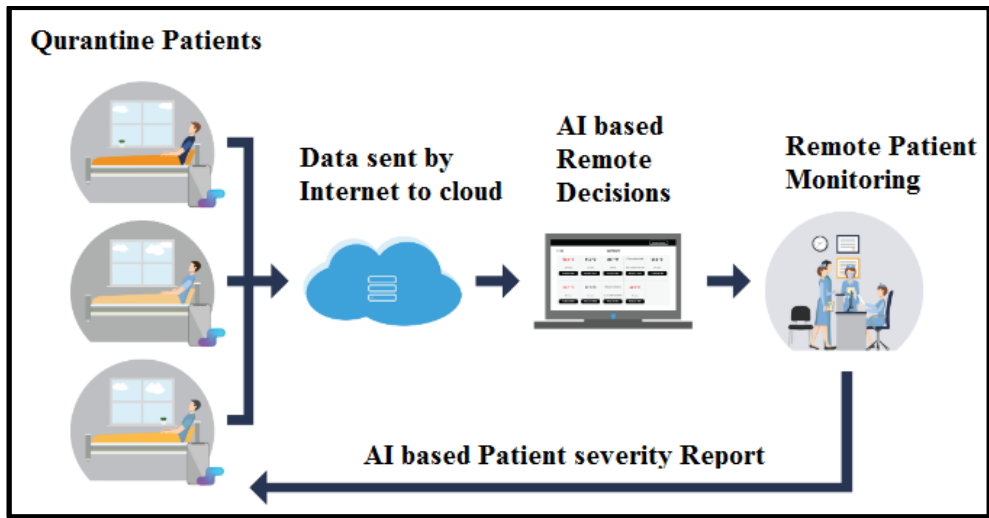 Qurantine Patients
Data sent by
Internet to cloud
AI based
Remote
Decisions
Remote Patient
Monitoring
AI based Patient severity Report